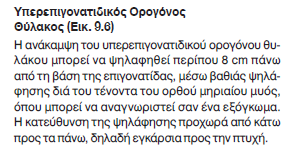 Υπερεπιγονατιδικός Ορογόνος
Θύλακος (Εικ. 9.6)
Η ανάκαμψη του υπερεπιγονατιδικού ορογόνου θυ-
λάκου μπορεί να ψηλαφηθεί περίπου 8 cm πάνω
από τη βάση της επιγονατίδας, μέσω βαθιάς ψηλά-
φησης διά του τένοντα του ορθού μηριαίου μυός,
όπου μπορεί να αναγνωριστεί σαν ένα εξόγκωμα.
Η κατεύθυνση της ψηλάφησης προχωρά από κάτω
προς τα πάνω, δηλαδή εγκάρσια προς την πτυχή.